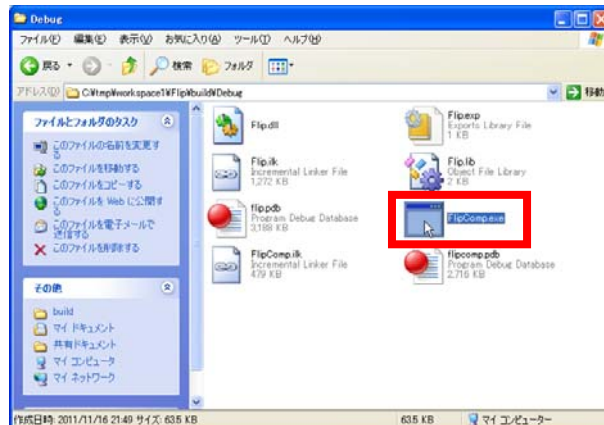 Debug
ファイル(F) 編集(E) 表示(V) お気に入り(A) ツール(T) ヘルプ(H)
戻る 検索 フォルダ
アドレス(D) C:¥tmp¥workspace1¥Flip¥build¥Debug 移動
ファイルとフォルダのタスク
このファイルの名前を変更する
このファイルを移動する
このファイルをコピーする
このファイルを Web に公開する
このファイルを電子メールで送信する
このファイルを削除する
その他
build
マイ ドキュメント
共有ドキュメント
マイ コンピュータ
マイ ネットワーク
Flip.dll
Flip.exp
Exports Library File
1 KB
Flip.ilk
Incremental Linker File
1,272 KB
Flip.lib
Object File Library
2 KB
flip.pdb
Program Debug Database
3,188 KB
FlipComp.exe
FlipComp.ilk
Incremental Linker File
479 KB
flipcomp.pdb
Program Debug Database
2,716 KB
作成日時: 2011/11/16 21:49 サイズ: 63.5 KB 63.5 KB マイ コンピューター